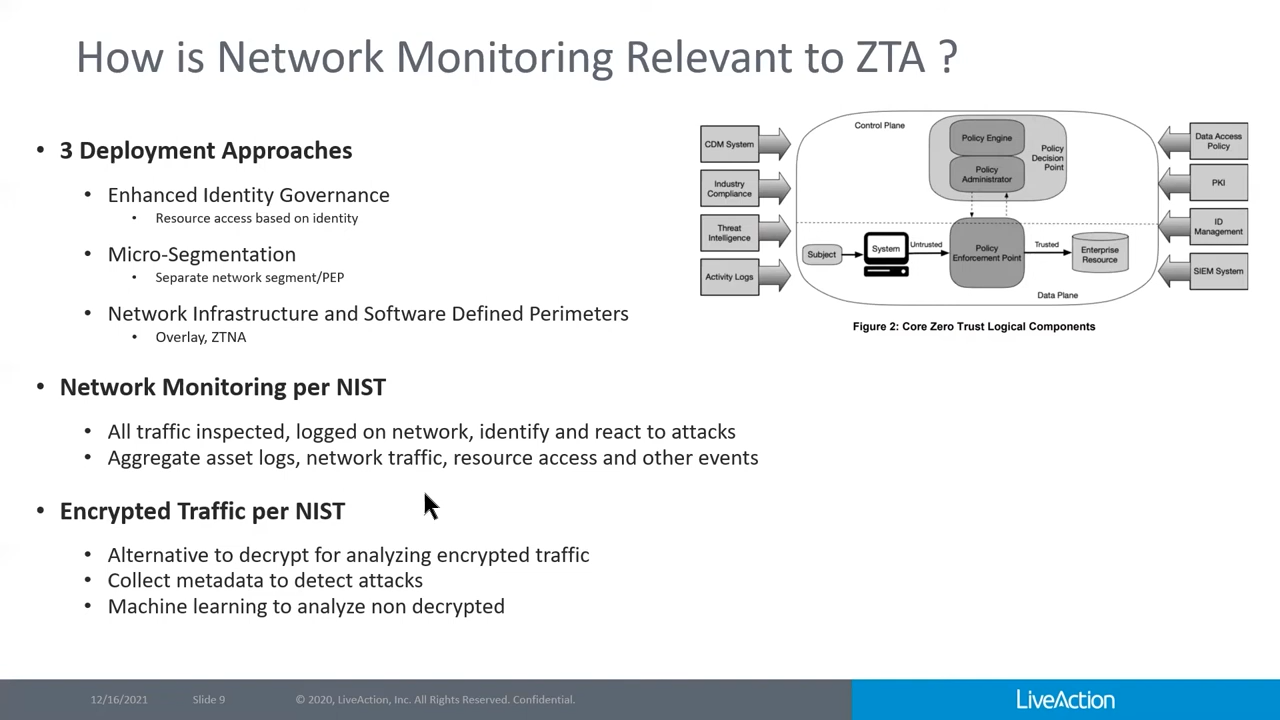 How is Network Monitoring Relevant to ZTA ?
• 3 Deployment Approaches
• Enhanced Identity Governance
• Resource access based on identity
• Micro-Segmentation
• Separate network segment/PEP
• Network Infrastructure and Software Defined Perimeters
• Overlay, ZTNA
• Network Monitoring per NIST
• All traffic inspected, logged on network, identify and react to attacks
• Aggregate asset logs, network traffic, resource access and other events
• Encrypted Traffic per NIST
• Alternative to decrypt for analyzing encrypted traffic
• Collect metadata to detect attacks
• Machine learning to analyze non decrypted
CDM System
Industry
Compliance
Threat
Intelligence
Activity Logs
Control Plane
Policy Engine
Policy
Administrator
Policy
Decision
Point
Subject
System
Untrusted
Policy
Enforcement Point
Trusted
Enterprise
Resource
Data Plane
Data Access
Policy
PKI
ID
Management
SIEM System
Figure 2: Core Zero Trust Logical Components
12/16/2021
Slide 9
© 2020, LiveAction, Inc. All Rights Reserved. Confidential.
LiveAction